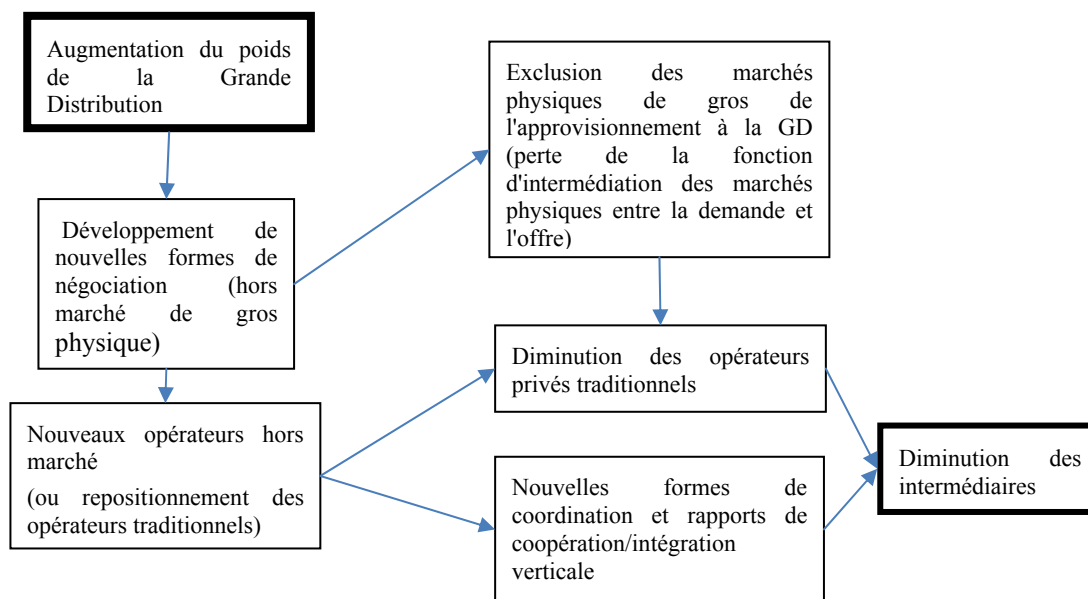 Augmentation du poids
de la Grande
Distribution
Exclusion des marchés
physiques de gros de
l'approvisionnement à la GD
(perte de la fonction
d'intermédiation des marchés
physiques entre la demande et
l'offre)
Développement de
nouvelles formes de
négociation (hors
marché de gros
physique)
Diminution des opérateurs
privés traditionnels
Nouveaux opérateurs hors
marché
(ou repositionnement des
opérateurs traditionnels)
Nouvelles formes de
coordination et rapports de
coopération/intégration
verticale
Diminution des
intermédiaires